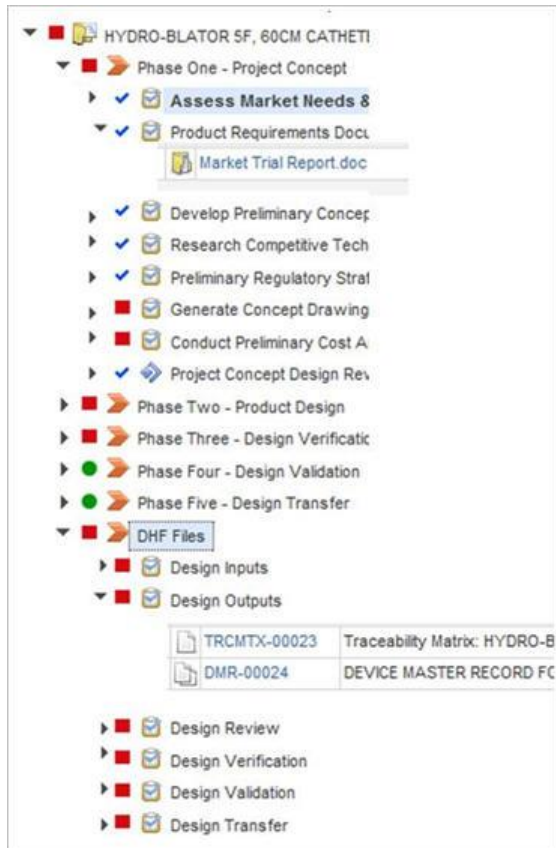 HYDRO-BLATOR 5F, 60CM CATHETE
Phase One - Project Concept
Assess Market Needs &
Product Requirements Docu
Market Trial Report.doc
Develop Preliminary Concep
Research Competitive Tech
Preliminary Regulatory Strat
Generate Concept Drawing
Conduct Preliminary Cost A
Project Concept Design Rev
Phase Two - Product Design
Phase Three - Design Verificatio
Phase Four - Design Validation
Phase Five - Design Transfer
DHF Files
Design Inputs
Design Outputs
TRCMTX-00023 Traceability Matrix: HYDRO-B
DMR-00024 DEVICE MASTER RECORD FO
Design Review
Design Verification
Design Validation
Design Transfer